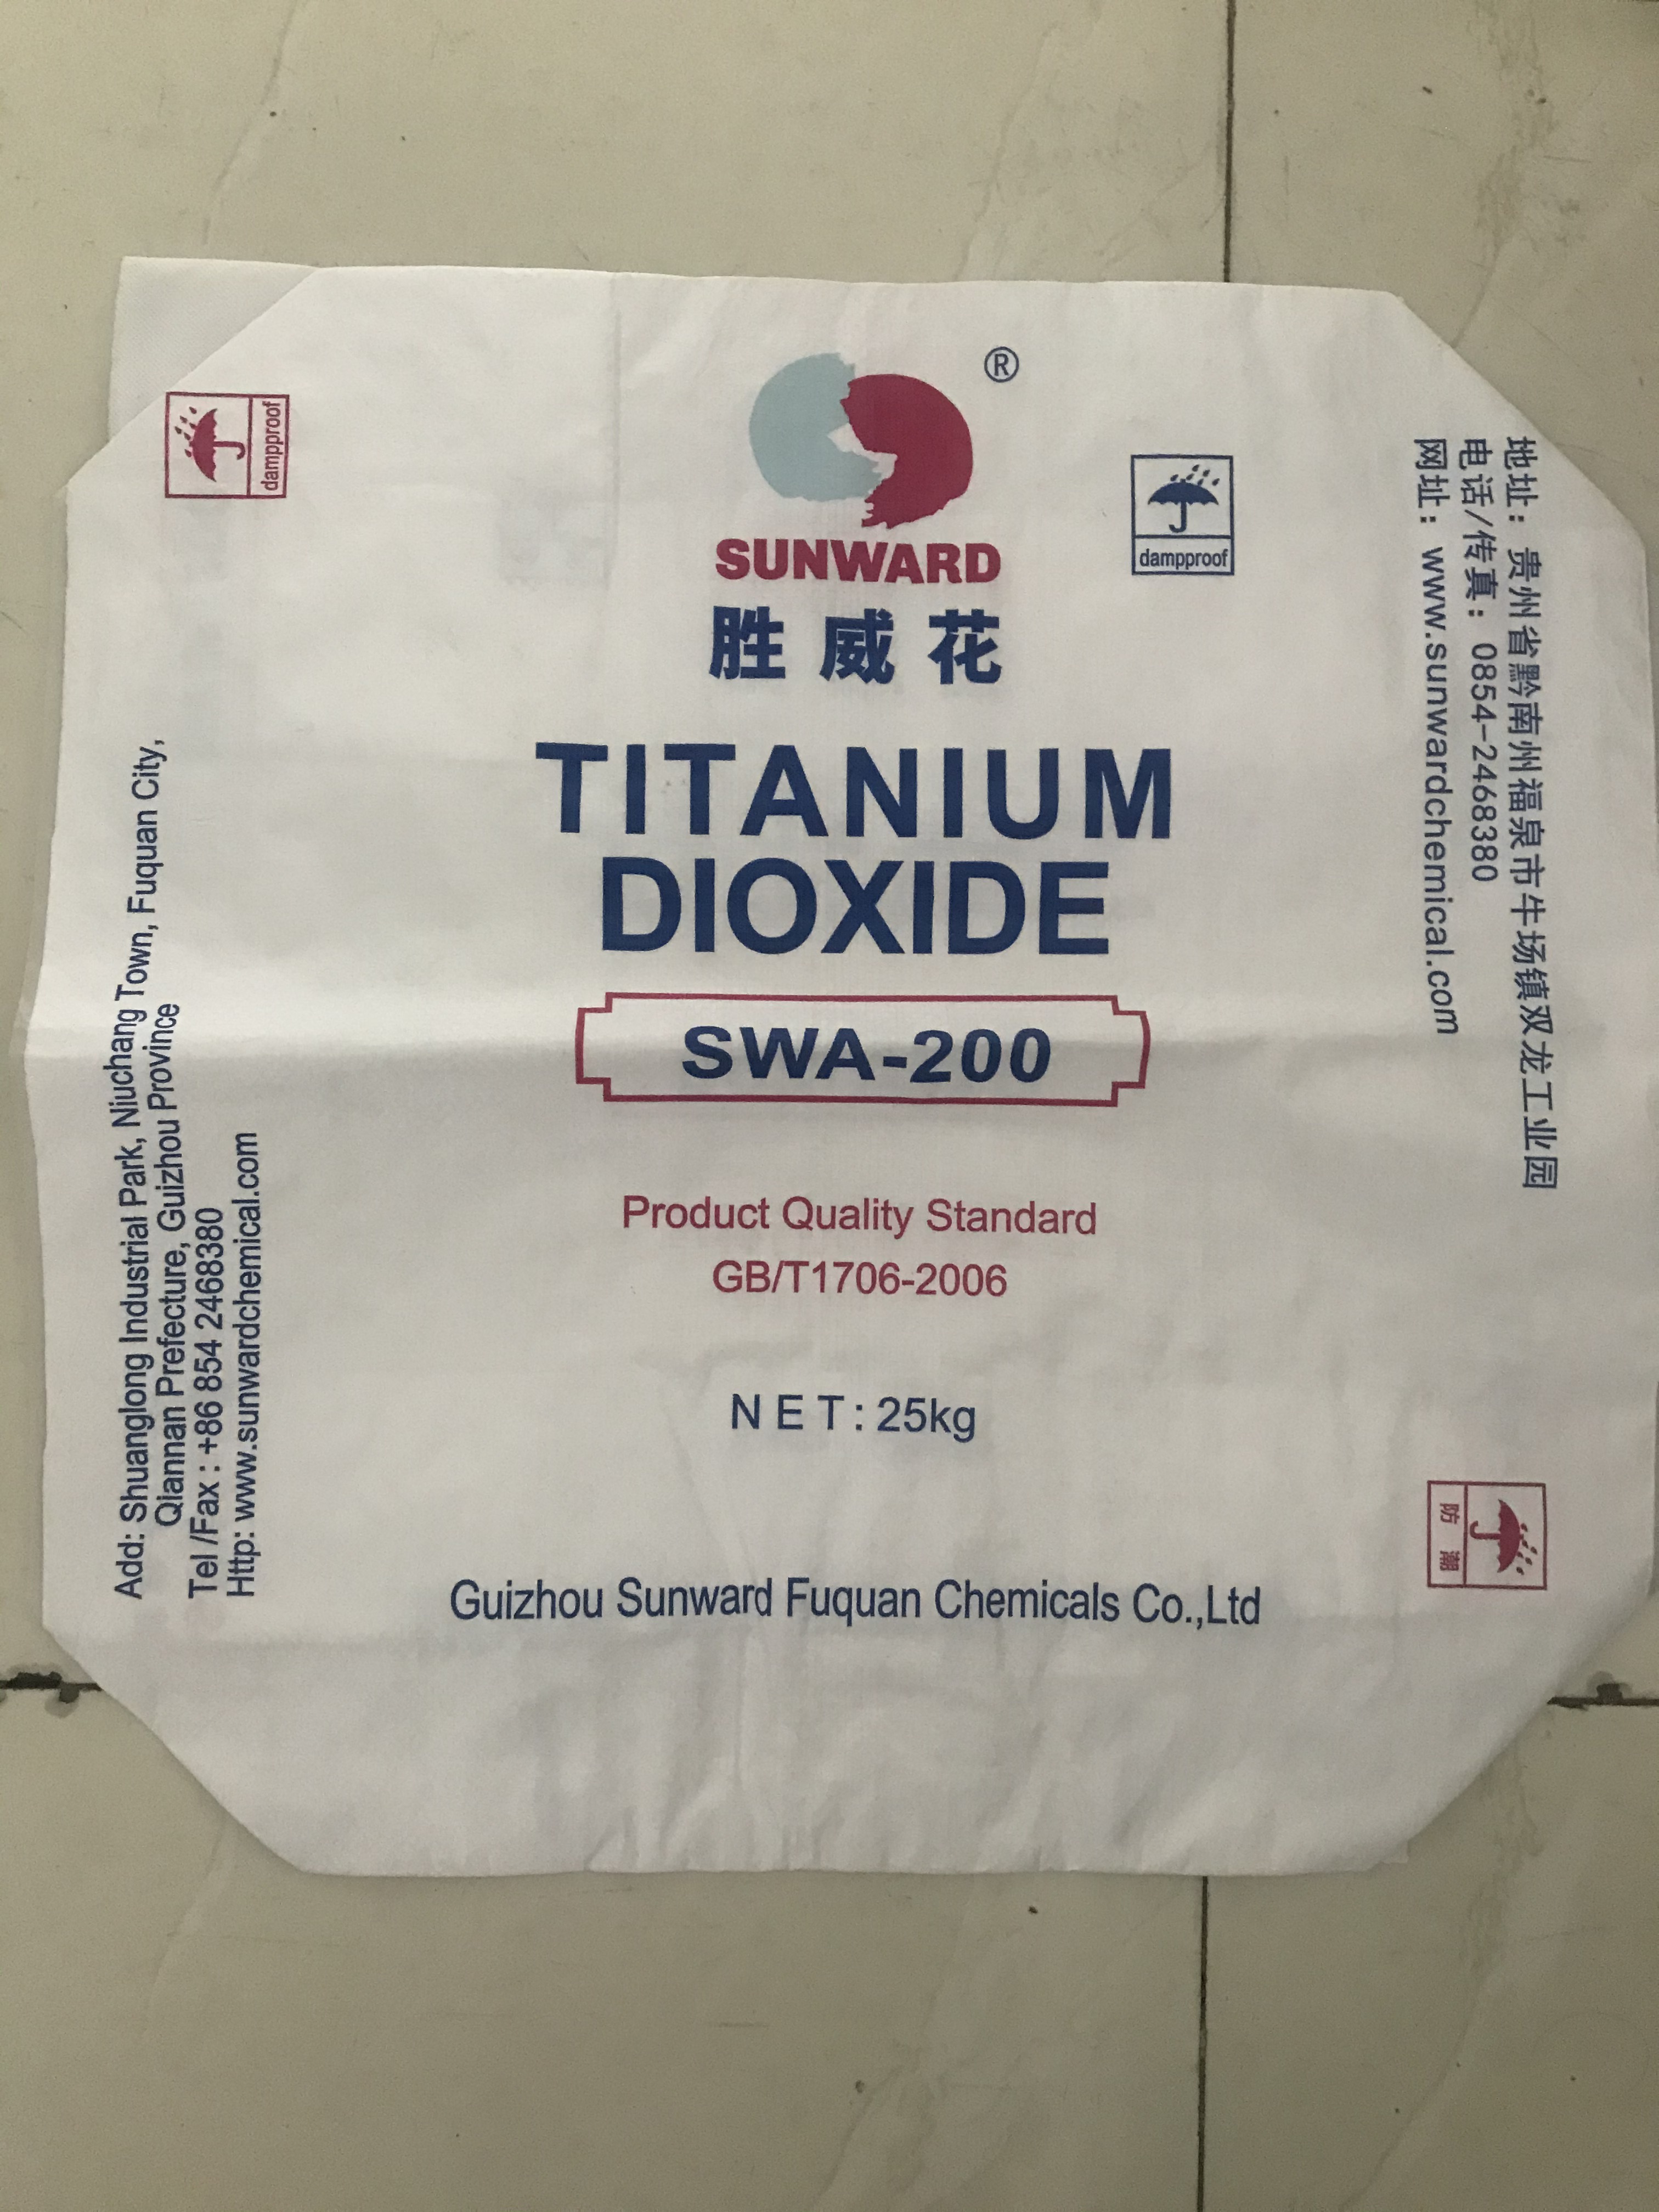 ®
SUNWARD
胜威花
TITANIUM
DIOXIDE
SWA-200
Product Quality Standard
GB/T1706-2006
NET: 25kg
Guizhou Sunward Fuquan Chemicals Co.,Ltd
dampproof
dampproof
Add: Shuanglong Industrial Park, Niuchang Town, Fuquan City,
Qiannan Prefecture, Guizhou Province
Tel /Fax : +86 854 2468380
Http: www.sunwardchemical.com
地址：贵州省黔南州福泉市牛场镇双龙工业园
电话/传真：0854-2468380
网址：www.sunwardchemical.com
防 潮